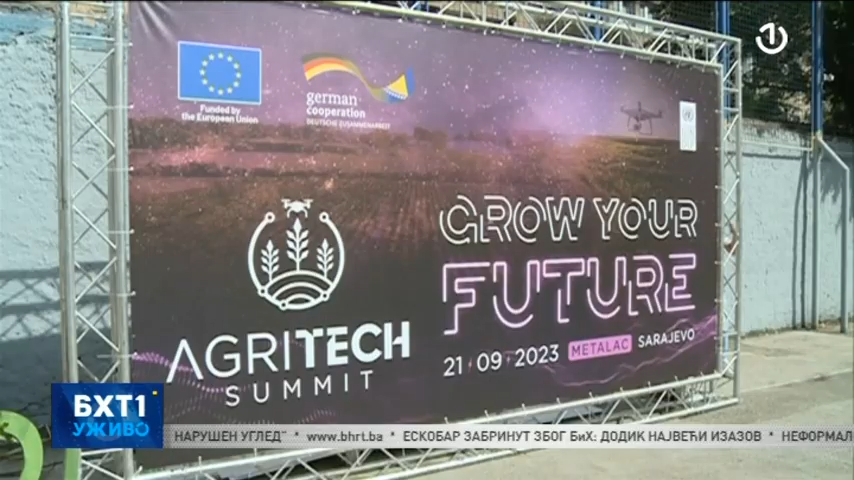 Funded by
the European Union
german
cooperation
DEUTSCHE ZUSAMMENARBEIT
GROW YOUR
FUTURE
AGRITECH
SUMMIT
21 09 2023 METALAC SARAJEVO
БХТ1
УЖИВО
НАРУШЕН УГЛЕД" * www.bhrt.ba * ЕСКОБАР ЗАБРИНУТ ЗБОГ БиХ: ДОДИК НАЈВЕЋИ ИЗАЗОВ * НЕФОРМАЛ